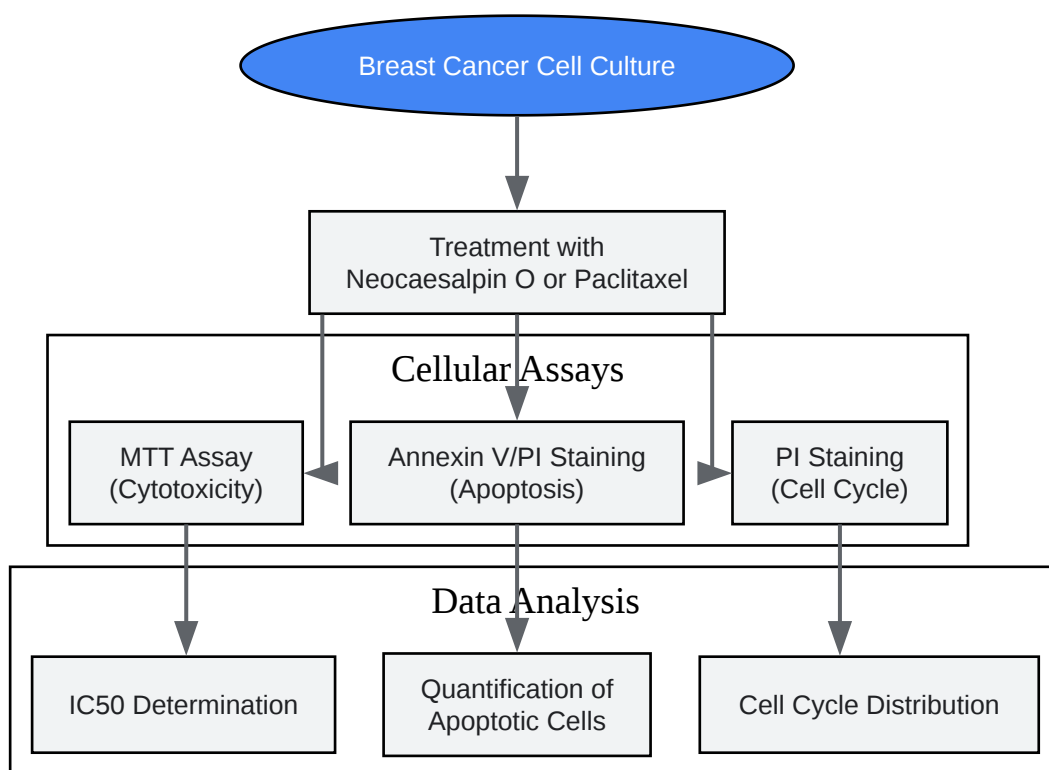 Breast Cancer Cell Culture
Treatment with
Neocaesalpin O or Paclitaxel
Cellular Assays
MTT Assay
(Cytotoxicity)
Annexin V/PI Staining
(Apoptosis)
PI Staining
(Cell Cycle)
Data Analysis
IC50 Determination
Quantification of
Apoptotic Cells
Cell Cycle Distribution